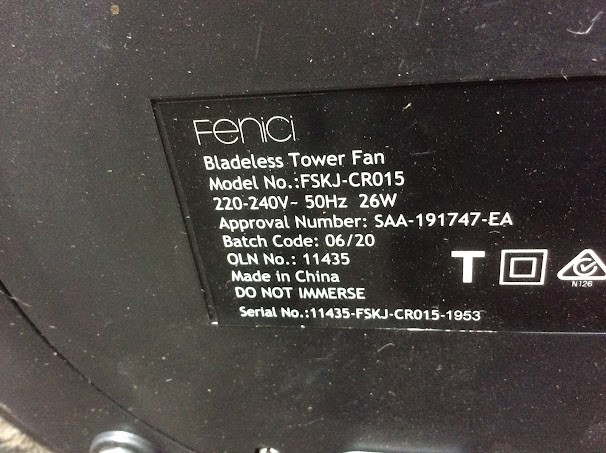 Fenici
Bladeless Tower Fan
Model No.:FSKJ-CR015
220-240V~ 50Hz 26W
Approval Number: SAA-191747-EA
Batch Code: 06/20
OLN No.: 11435
Made in China
DO NOT IMMERSE
Serial No.:11435-FSKJ-CR015-1953
T
N126